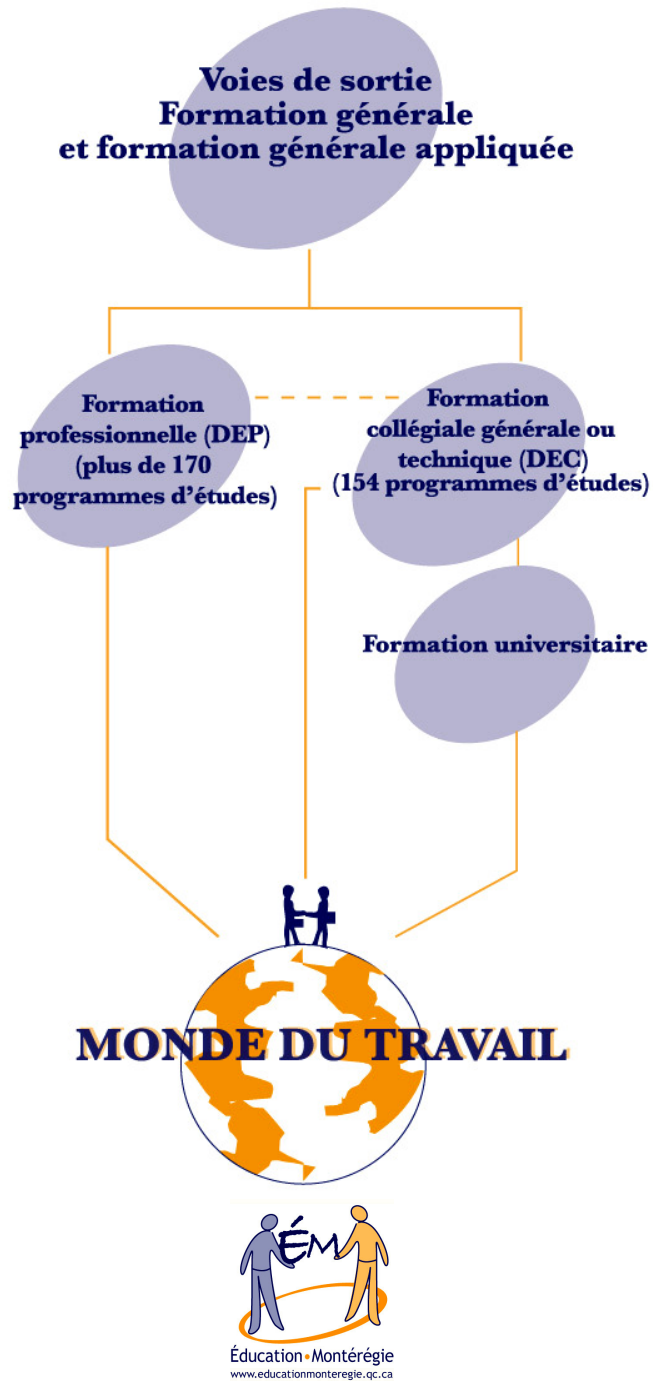 Voies de sortie
Formation générale
et formation générale appliquée
Formation
professionnelle (DEP)
(plus de 170
programmes d'études)
Formation
collégiale générale ou
technique (DEC)
(154 programmes d'études)
Formation universitaire
MONDE DU TRAVAIL
ÉM
Éducation•Montérégie
www.educationmonteregie.qc.ca